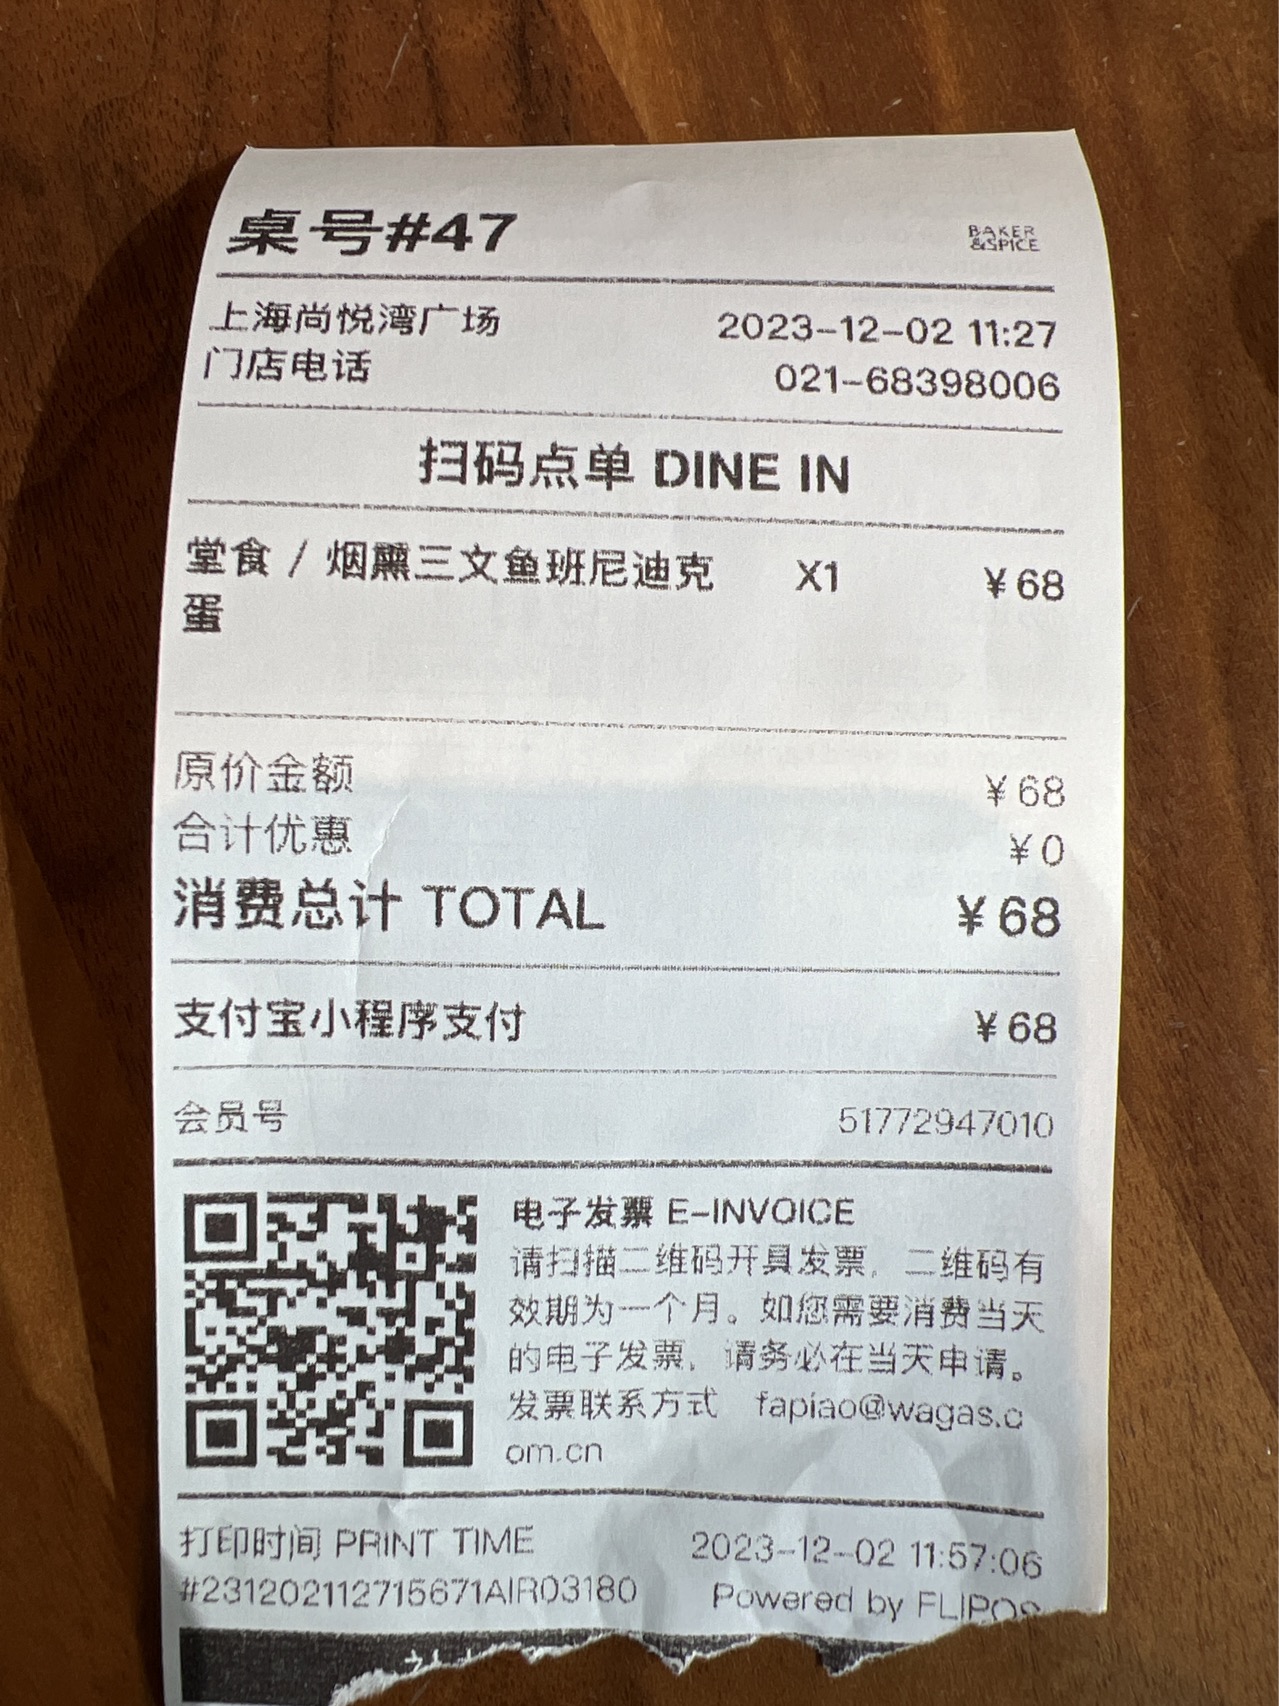 桌号#47
BAKER
&SPICE
上海尚悦湾广场 2023-12-02 11:27
门店电话 021-68398006
扫码点单 DINE IN
堂食 / 烟熏三文鱼班尼迪克 X1 ¥68
蛋
原价金额 ¥68
合计优惠 ¥0
消费总计 TOTAL ¥68
支付宝小程序支付 ¥68
会员号 51772947010
电子发票 E-INVOICE
请扫描二维码开具发票，二维码有
效期为一个月。如您需要消费当天
的电子发票，请务必在当天申请。
发票联系方式 fapiao@wagas.c
om.cn
打印时间 PRINT TIME 2023-12-02 11:57:06
#231202112715671AIR03180 Powered by FLIPOS